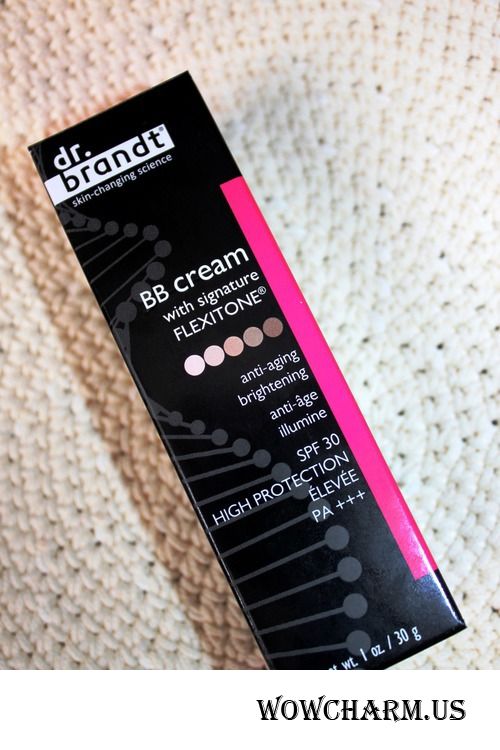 dr.
brandt®
skin-changing science
BB cream
with signature
FLEXITONE®
anti-aging
brightening
anti-âge
illumine
SPF 30
HIGH PROTECTION
ÉLEVÉE
PA +++
wt. 1 oz / 30 g
WOWCHARM.US